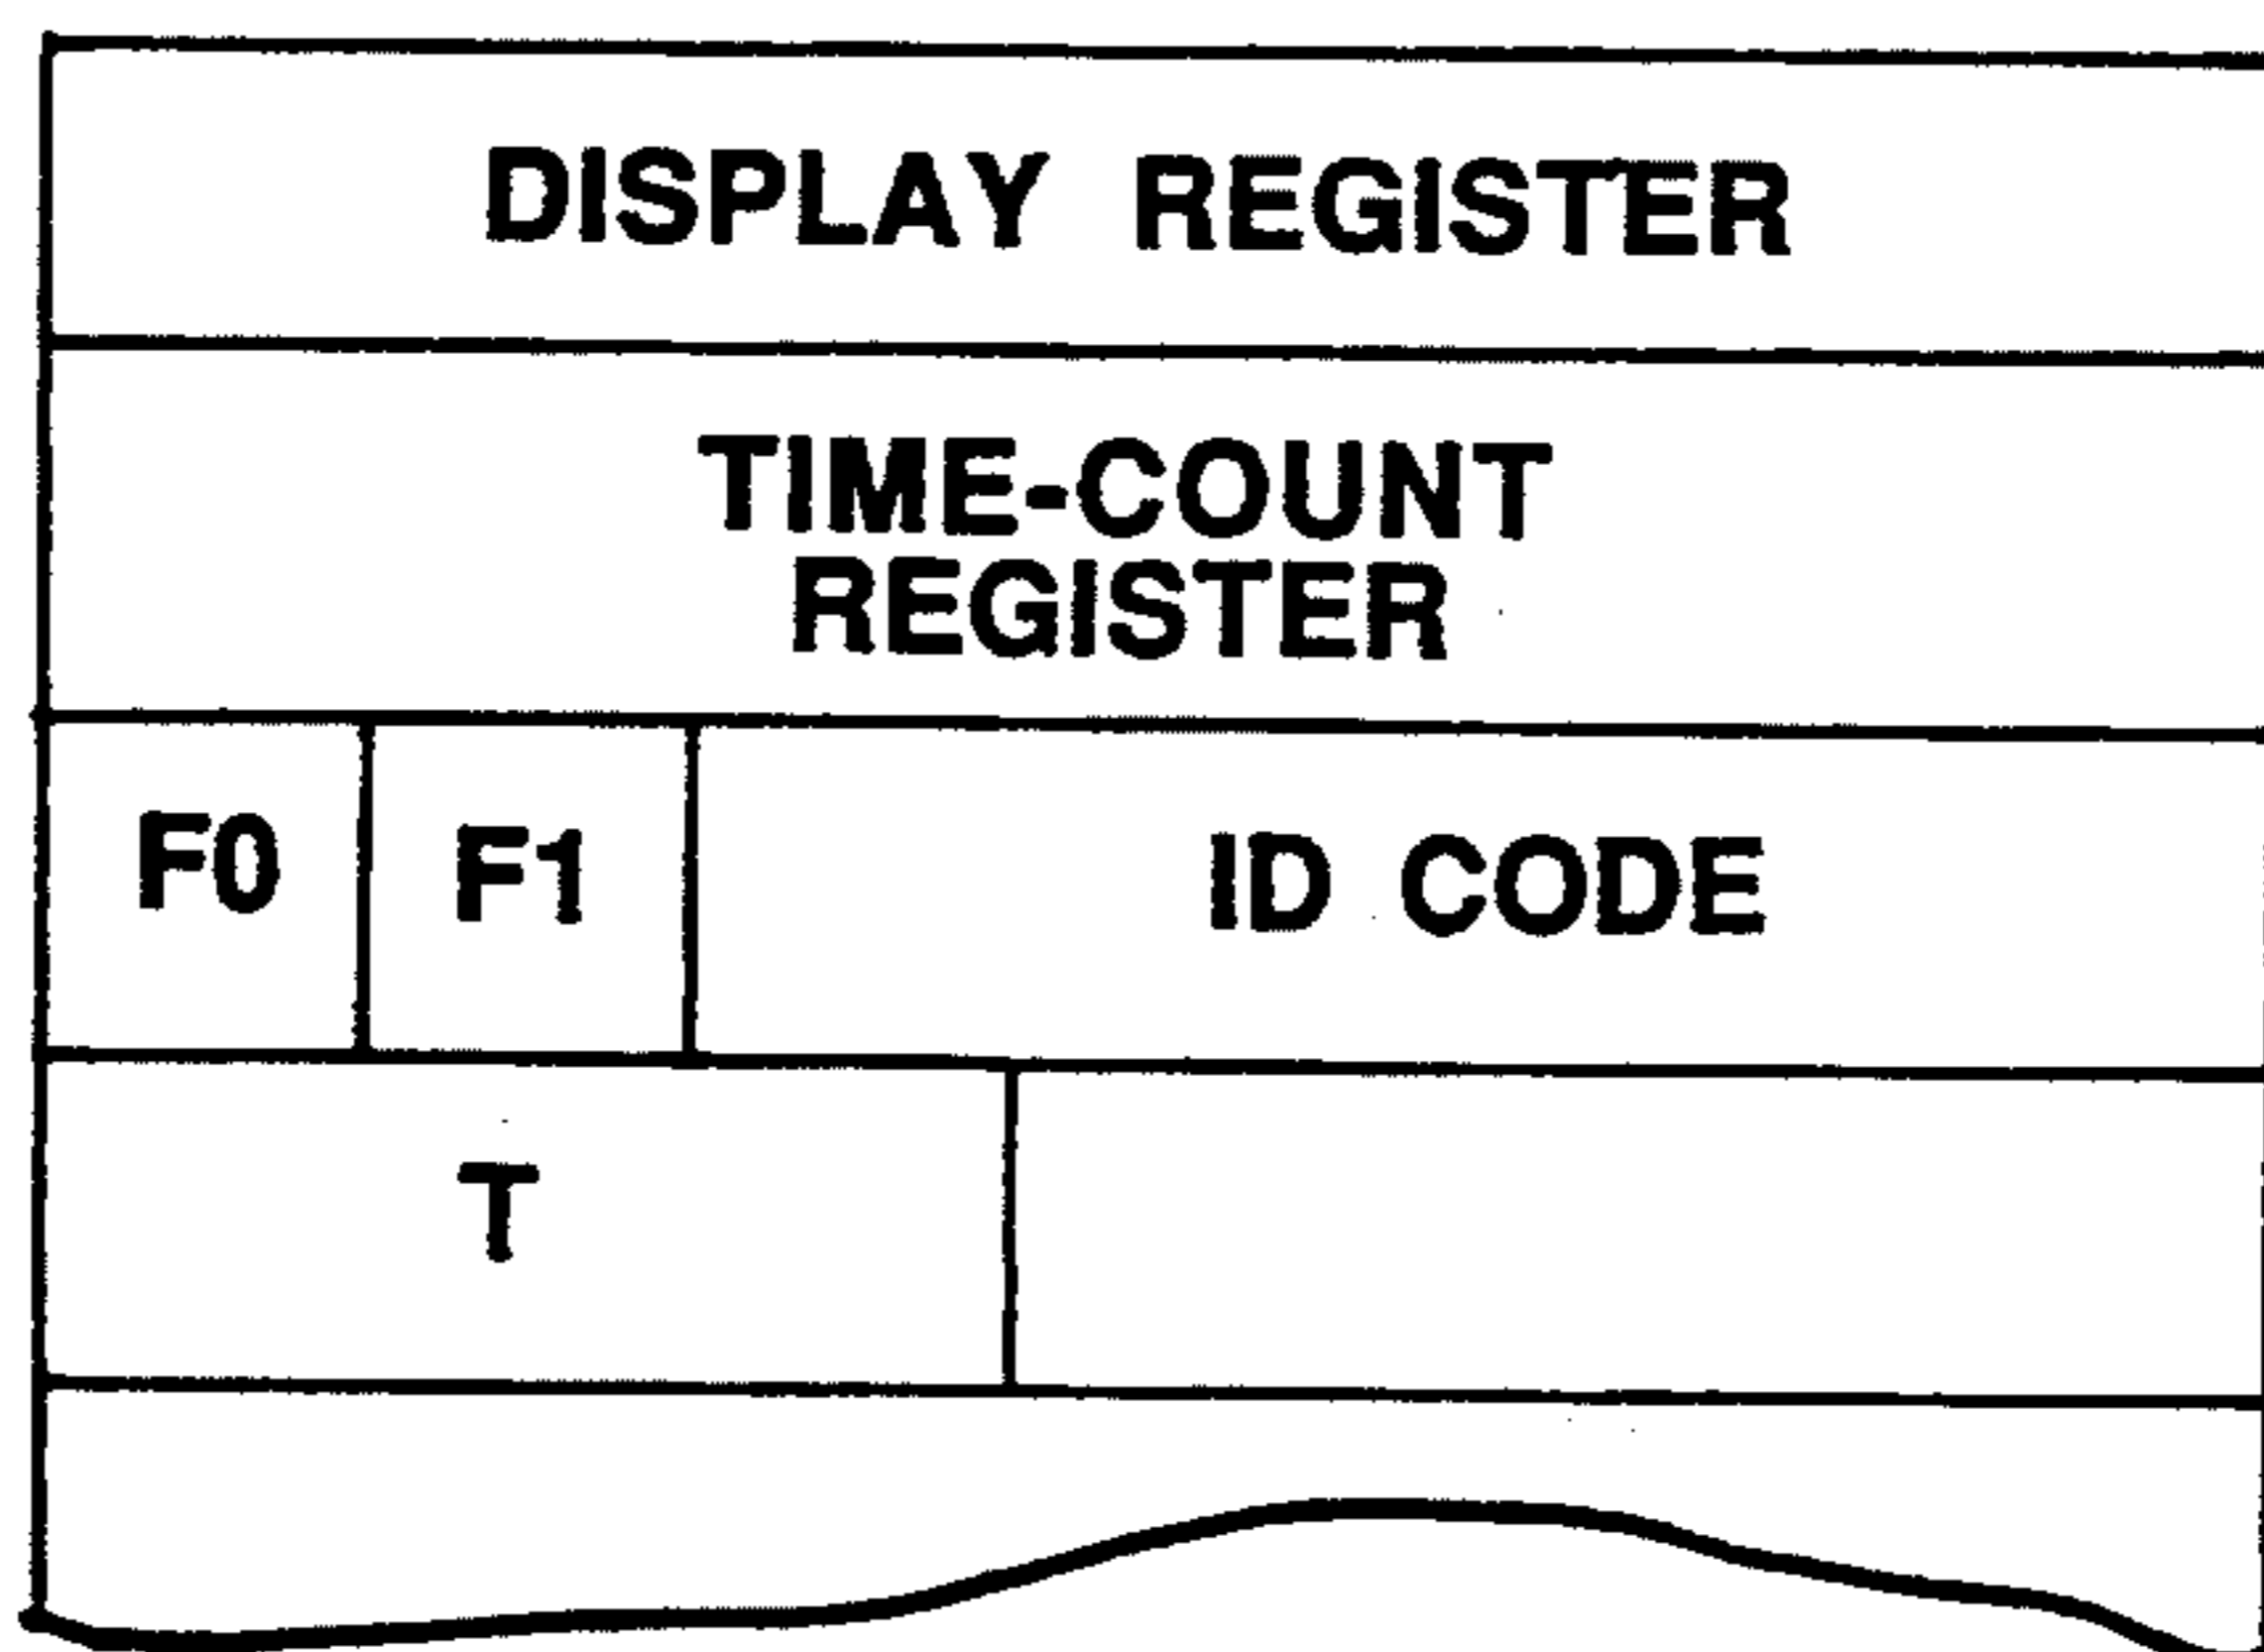 DISPLAY REGISTER
TIME-COUNT
REGISTER
F0 F1 ID CODE
T